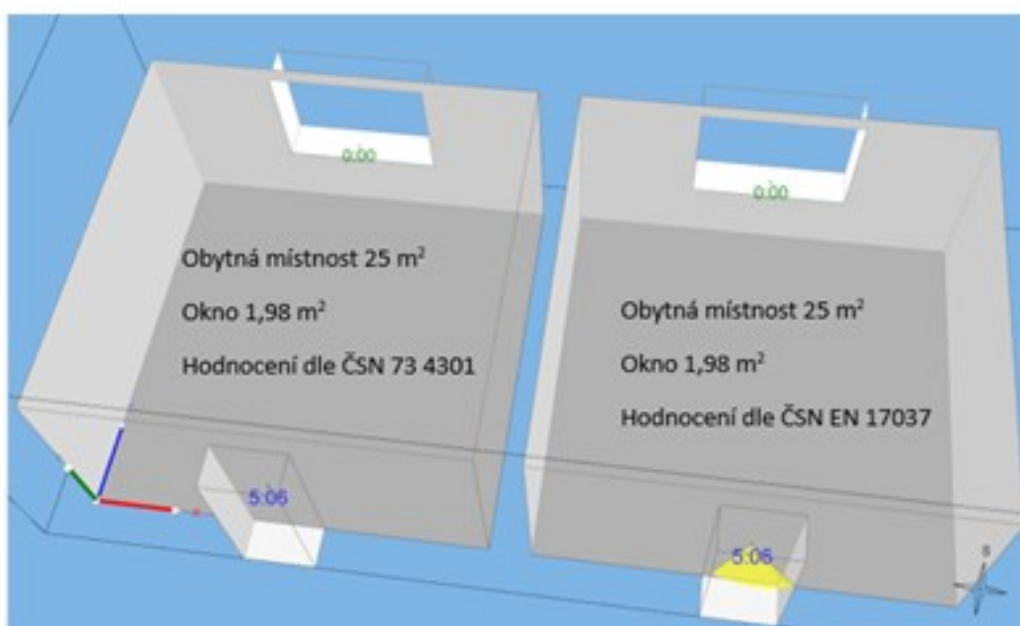 0:00
0:00
Obytná místnost 25 m²
Okno 1,98 m²
Hodnocení dle ČSN 73 4301
Obytná místnost 25 m²
Okno 1,98 m²
Hodnocení dle ČSN EN 17037
5:06
5:06
S